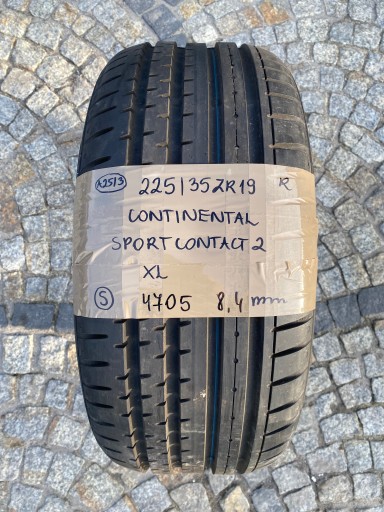 A2513 225/35ZR19 R
CONTINENTAL
SPORT CONTACT 2
XL
S 4705 8,4 mm